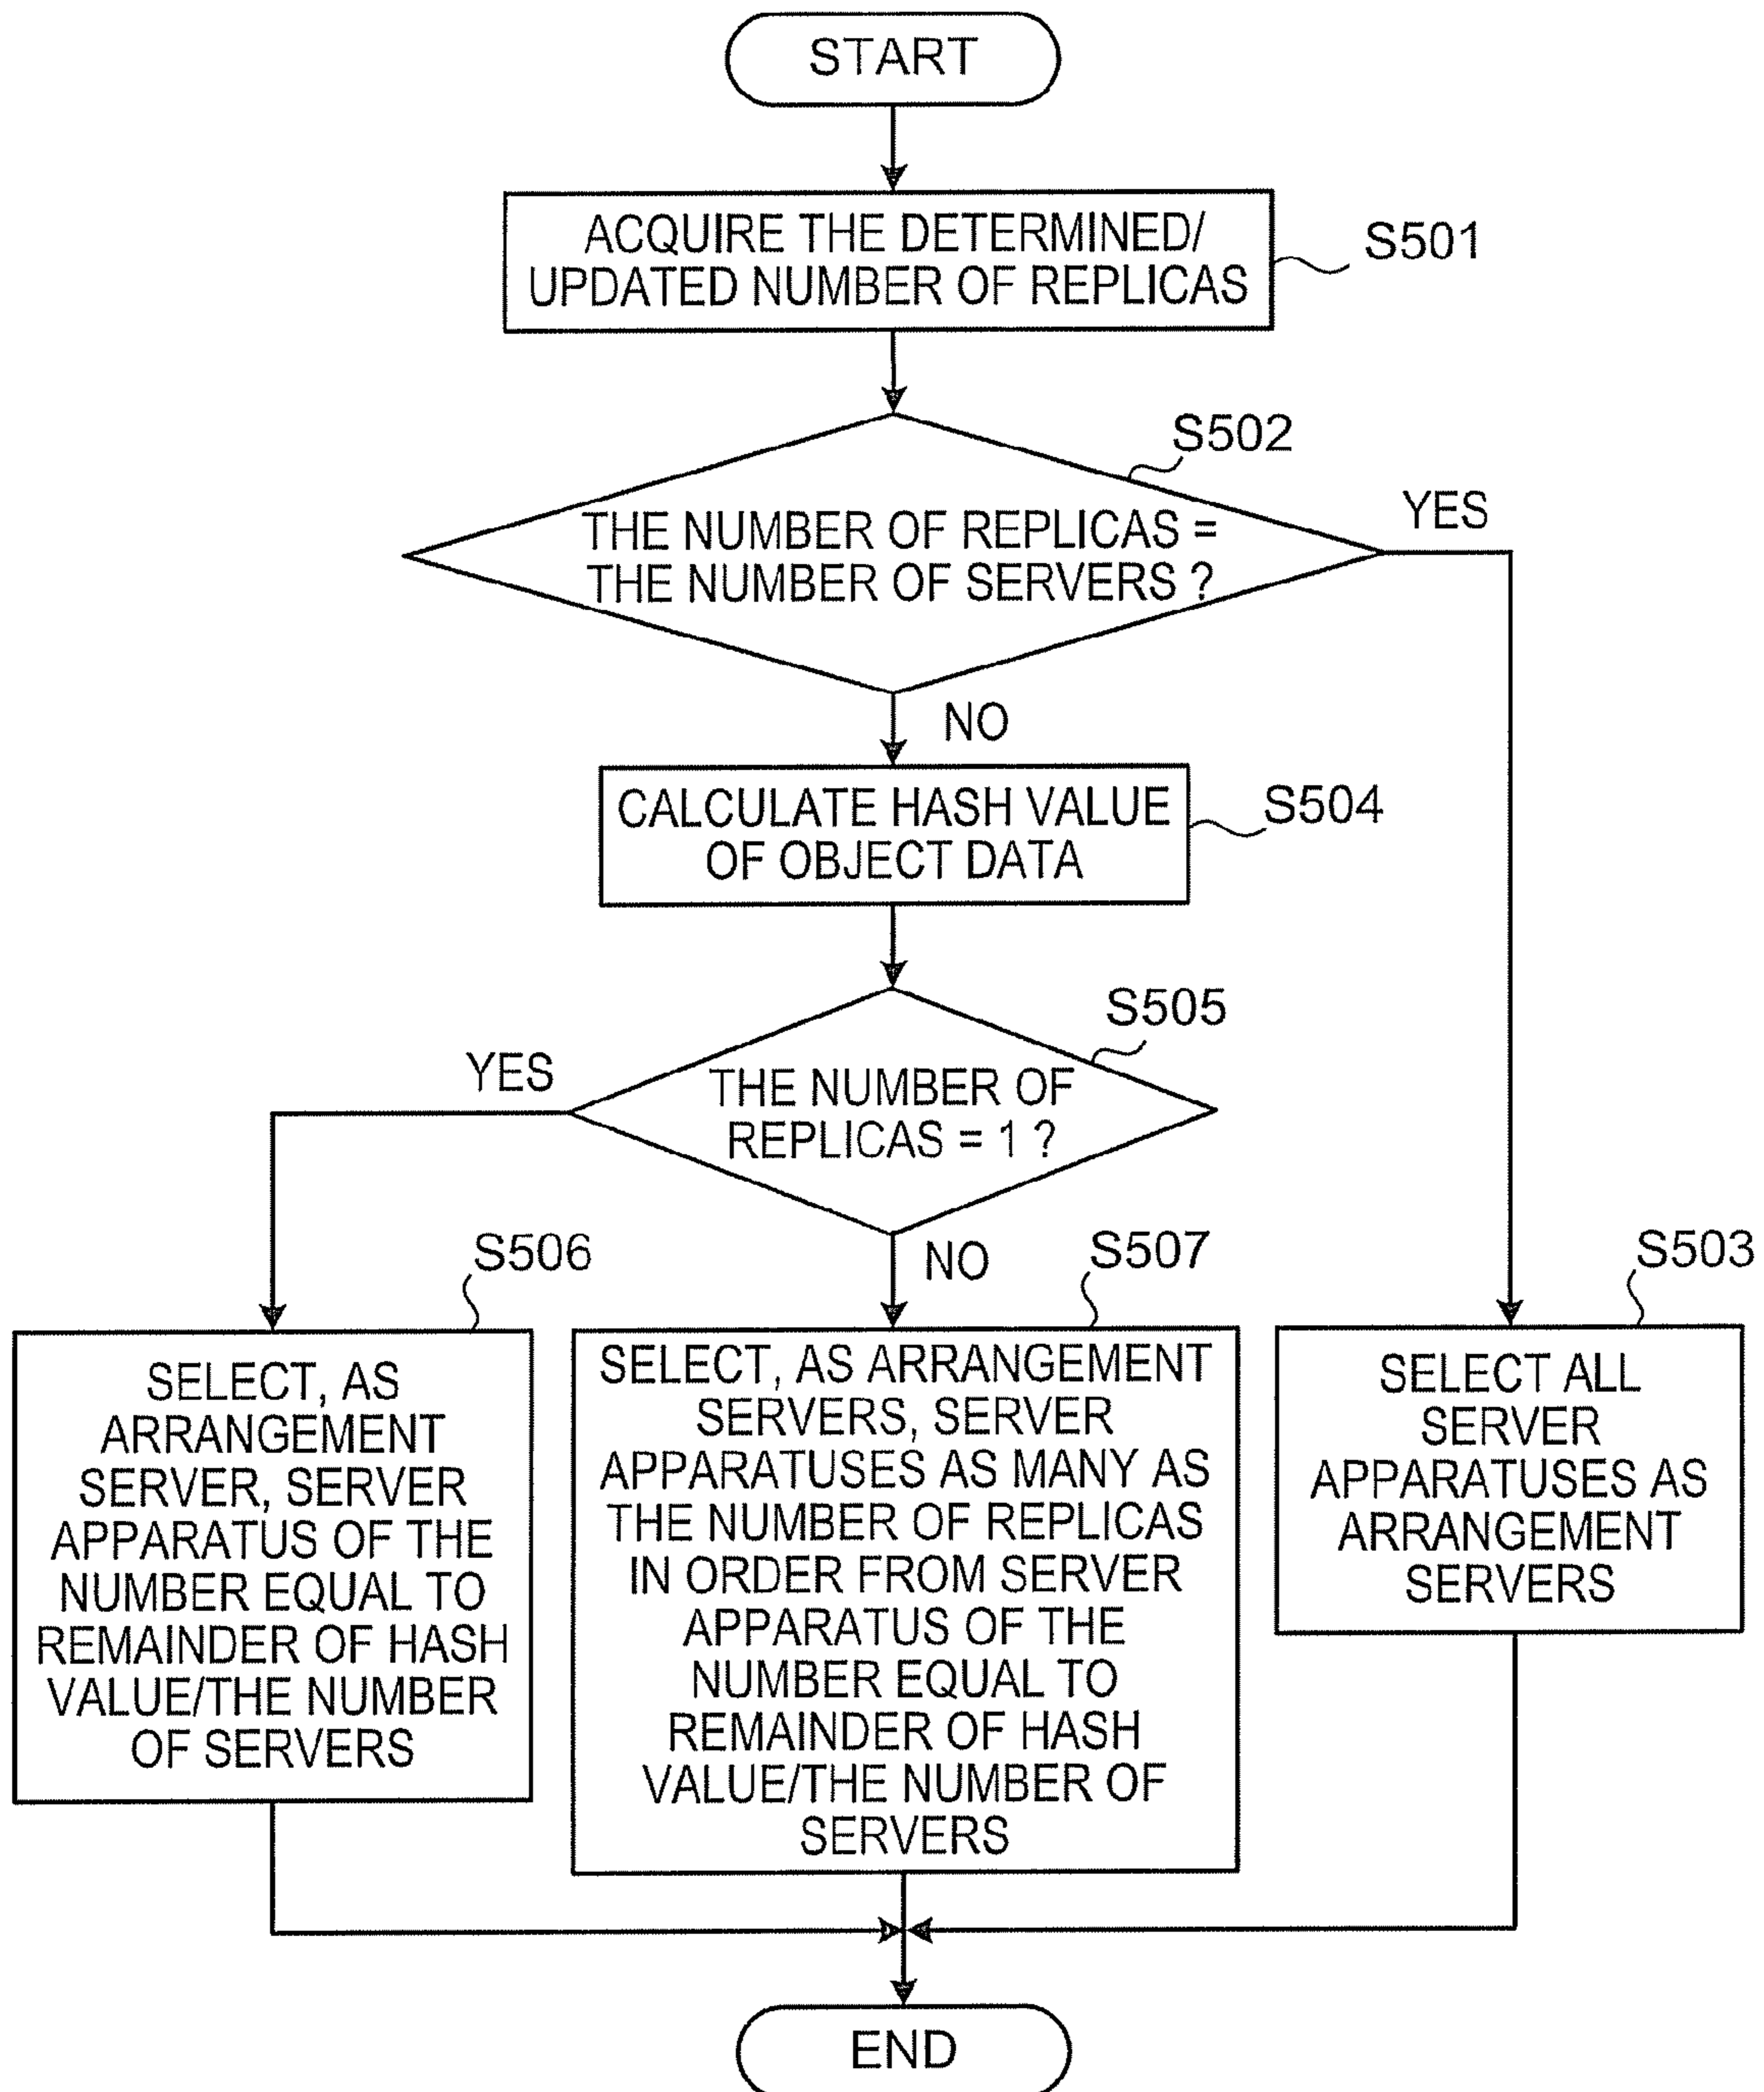 START
ACQUIRE THE DETERMINED/
UPDATED NUMBER OF REPLICAS
S501
S502
THE NUMBER OF REPLICAS =
THE NUMBER OF SERVERS ?
YES
NO
CALCULATE HASH VALUE
OF OBJECT DATA
S504
S505
THE NUMBER OF
REPLICAS = 1 ?
YES
NO
S506
SELECT, AS
ARRANGEMENT
SERVER, SERVER
APPARATUS OF THE
NUMBER EQUAL TO
REMAINDER OF HASH
VALUE/THE NUMBER
OF SERVERS
S507
SELECT, AS ARRANGEMENT
SERVERS, SERVER
APPARATUSES AS MANY AS
THE NUMBER OF REPLICAS
IN ORDER FROM SERVER
APPARATUS OF THE
NUMBER EQUAL TO
REMAINDER OF HASH
VALUE/THE NUMBER OF
SERVERS
S503
SELECT ALL
SERVER
APPARATUSES AS
ARRANGEMENT
SERVERS
END